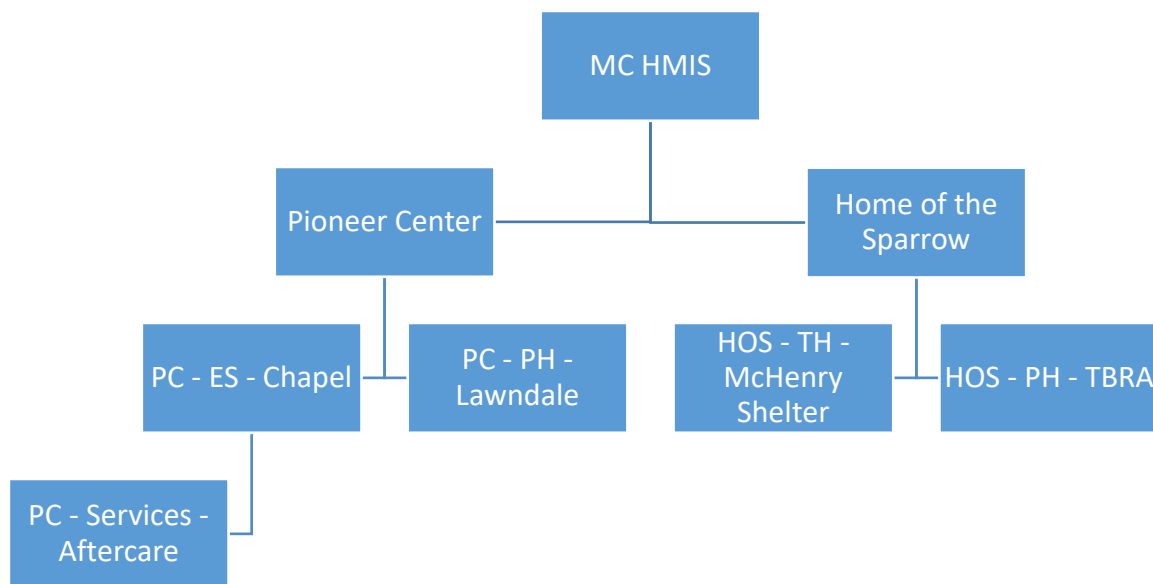 MC HMIS
Pioneer Center
Home of the
Sparrow
PC - ES - Chapel
PC - PH -
Lawndale
HOS - TH -
McHenry
Shelter
HOS - PH - TBRA
PC - Services -
Aftercare